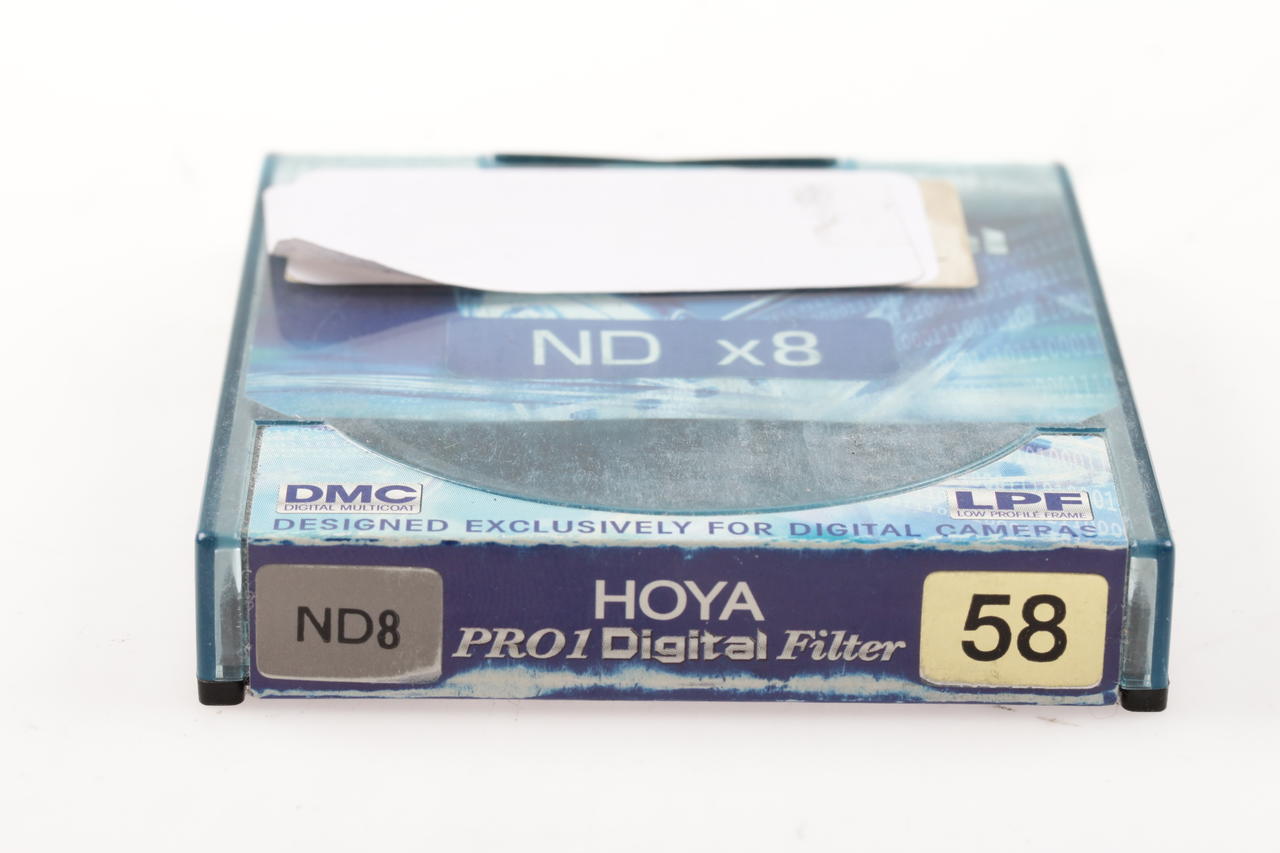 ND x8
DMC
DIGITAL MULTICOAT
LPF
LOW PROFILE FRAME
DESIGNED EXCLUSIVELY FOR DIGITAL CAMERAS
ND8
HOYA
PRO1 Digital Filter
58